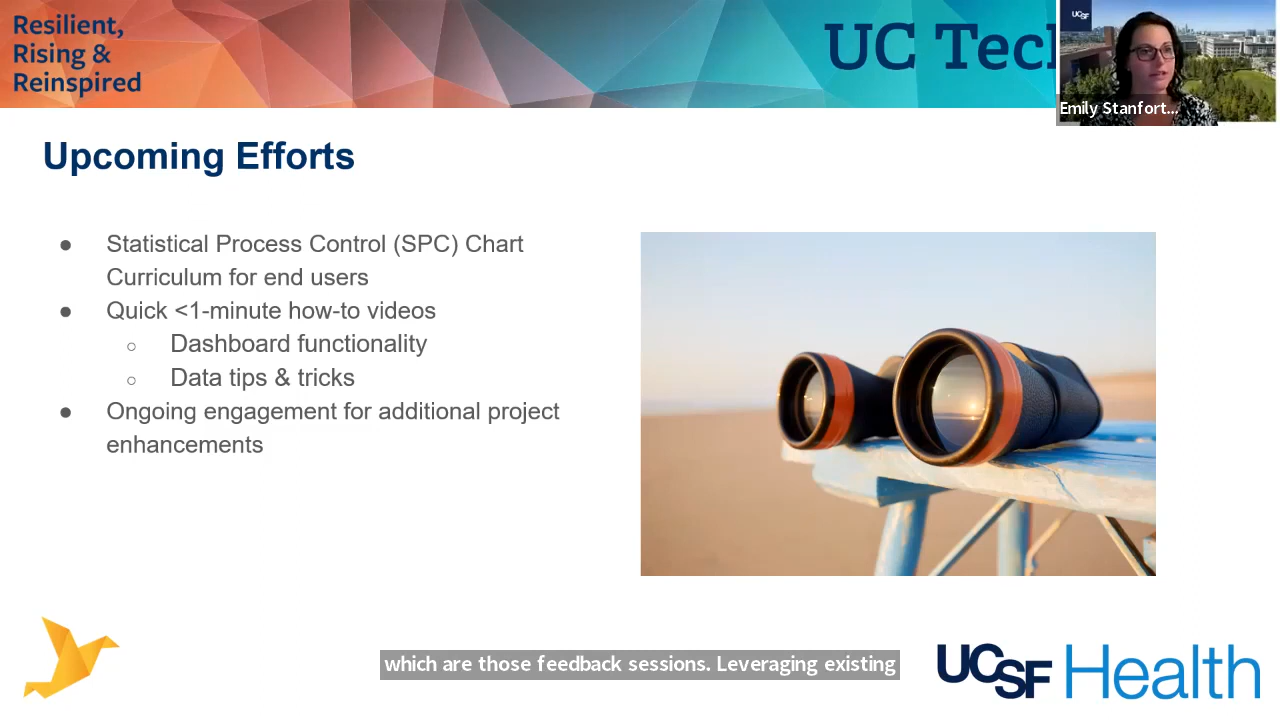 Resilient,
Rising &
Reinspired
UC Tec
UCSF
Emily Stanfort...
Upcoming Efforts
● Statistical Process Control (SPC) Chart
Curriculum for end users
● Quick <1-minute how-to videos
○ Dashboard functionality
○ Data tips & tricks
● Ongoing engagement for additional project
enhancements
which are those feedback sessions. Leveraging existing
UCSF Health